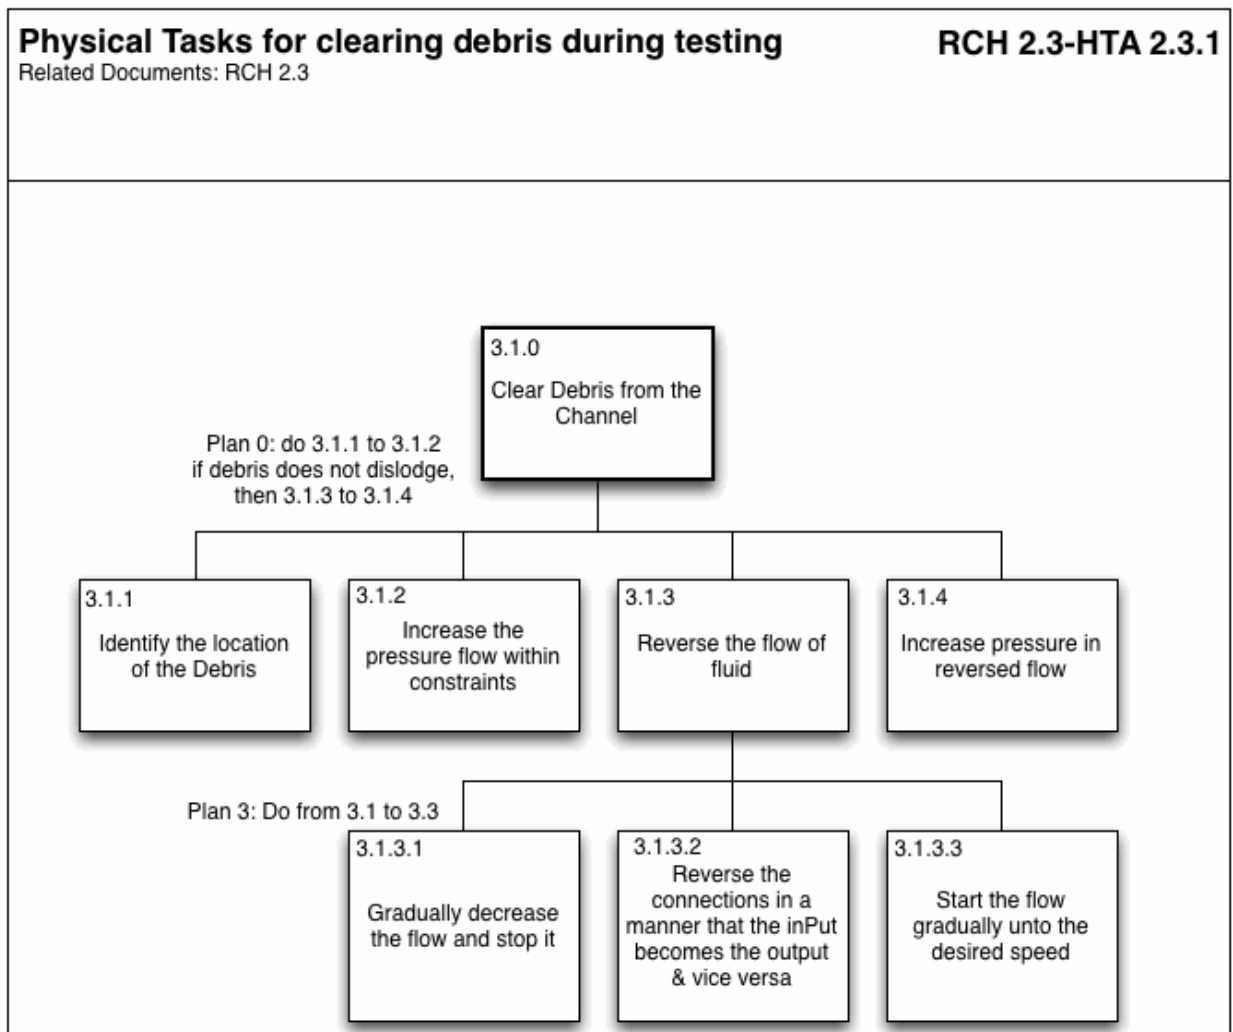 Physical Tasks for clearing debris during testing
RCH 2.3-HTA 2.3.1
Related Documents: RCH 2.3
3.1.0
Clear Debris from the
Channel
Plan 0: do 3.1.1 to 3.1.2
if debris does not dislodge,
then 3.1.3 to 3.1.4
3.1.1
Identify the location
of the Debris
3.1.2
Increase the
pressure flow within
constraints
3.1.3
Reverse the flow of
fluid
3.1.4
Increase pressure in
reversed flow
Plan 3: Do from 3.1 to 3.3
3.1.3.1
Gradually decrease
the flow and stop it
3.1.3.2
Reverse the
connections in a
manner that the inPut
becomes the output
& vice versa
3.1.3.3
Start the flow
gradually unto the
desired speed